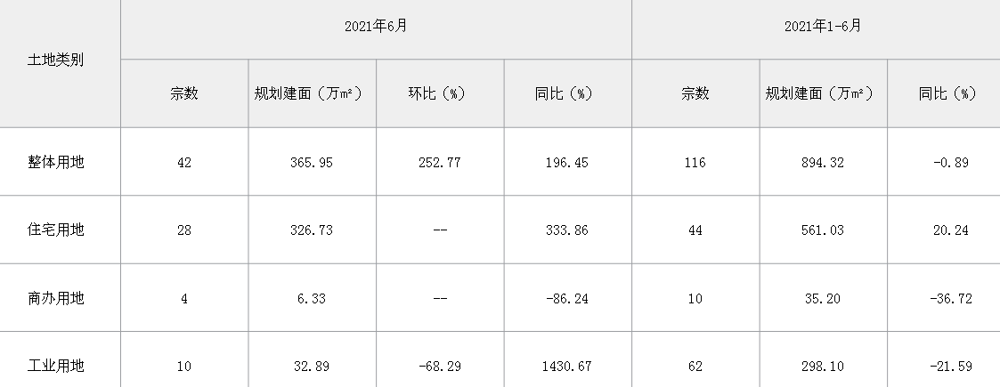 土地类别 2021年6月 2021年1-6月
宗数 规划建面（万㎡） 环比（%） 同比（%） 宗数 规划建面（万㎡） 同比（%）
整体用地 42 365.95 252.77 196.45 116 894.32 -0.89
住宅用地 28 326.73 -- 333.86 44 561.03 20.24
商办用地 4 6.33 -- -86.24 10 35.20 -36.72
工业用地 10 32.89 -68.29 1430.67 62 298.10 -21.59